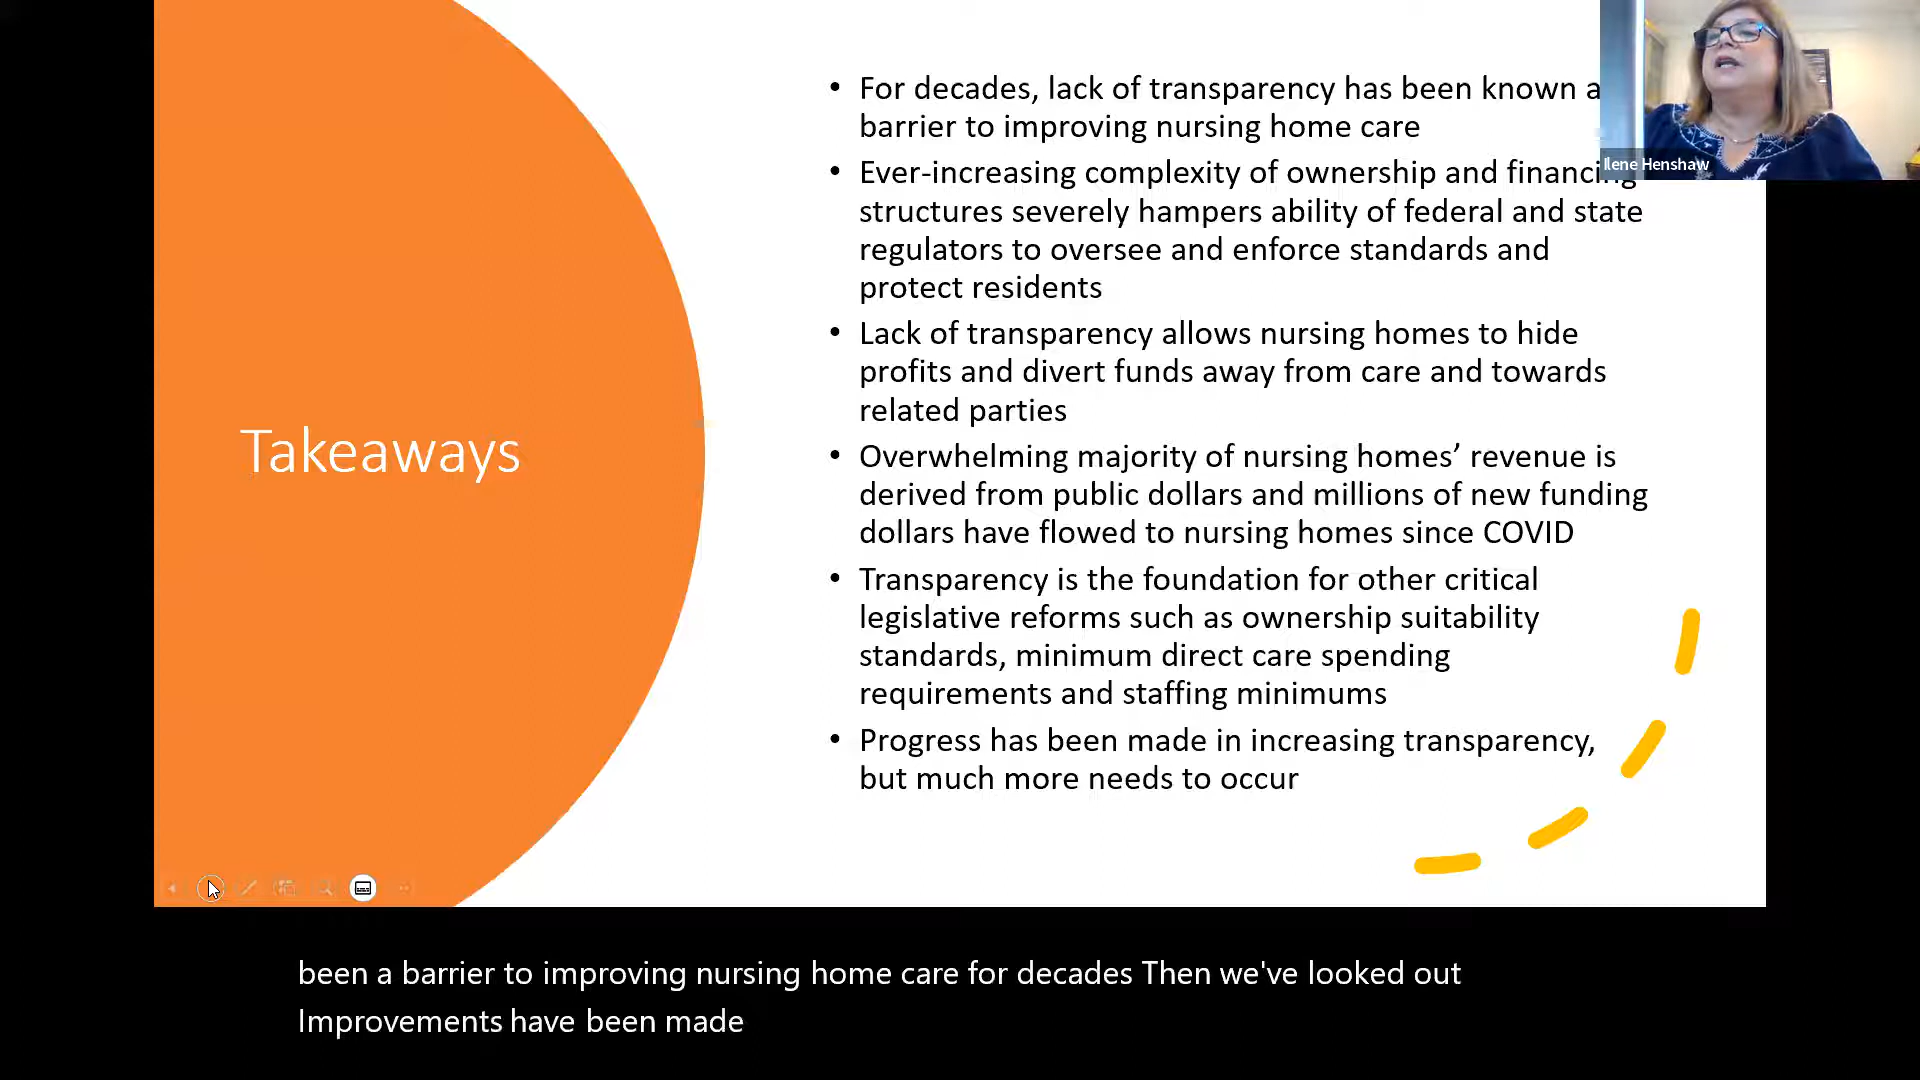 • For decades, lack of transparency has been known a
barrier to improving nursing home care
• Ever-increasing complexity of ownership and financing
structures severely hampers ability of federal and state
regulators to oversee and enforce standards and
protect residents
• Lack of transparency allows nursing homes to hide
profits and divert funds away from care and towards
related parties
• Overwhelming majority of nursing homes’ revenue is
derived from public dollars and millions of new funding
dollars have flowed to nursing homes since COVID
• Transparency is the foundation for other critical
legislative reforms such as ownership suitability
standards, minimum direct care spending
requirements and staffing minimums
• Progress has been made in increasing transparency,
but much more needs to occur
Takeaways
Ilene Henshaw
been a barrier to improving nursing home care for decades Then we've looked out
Improvements have been made